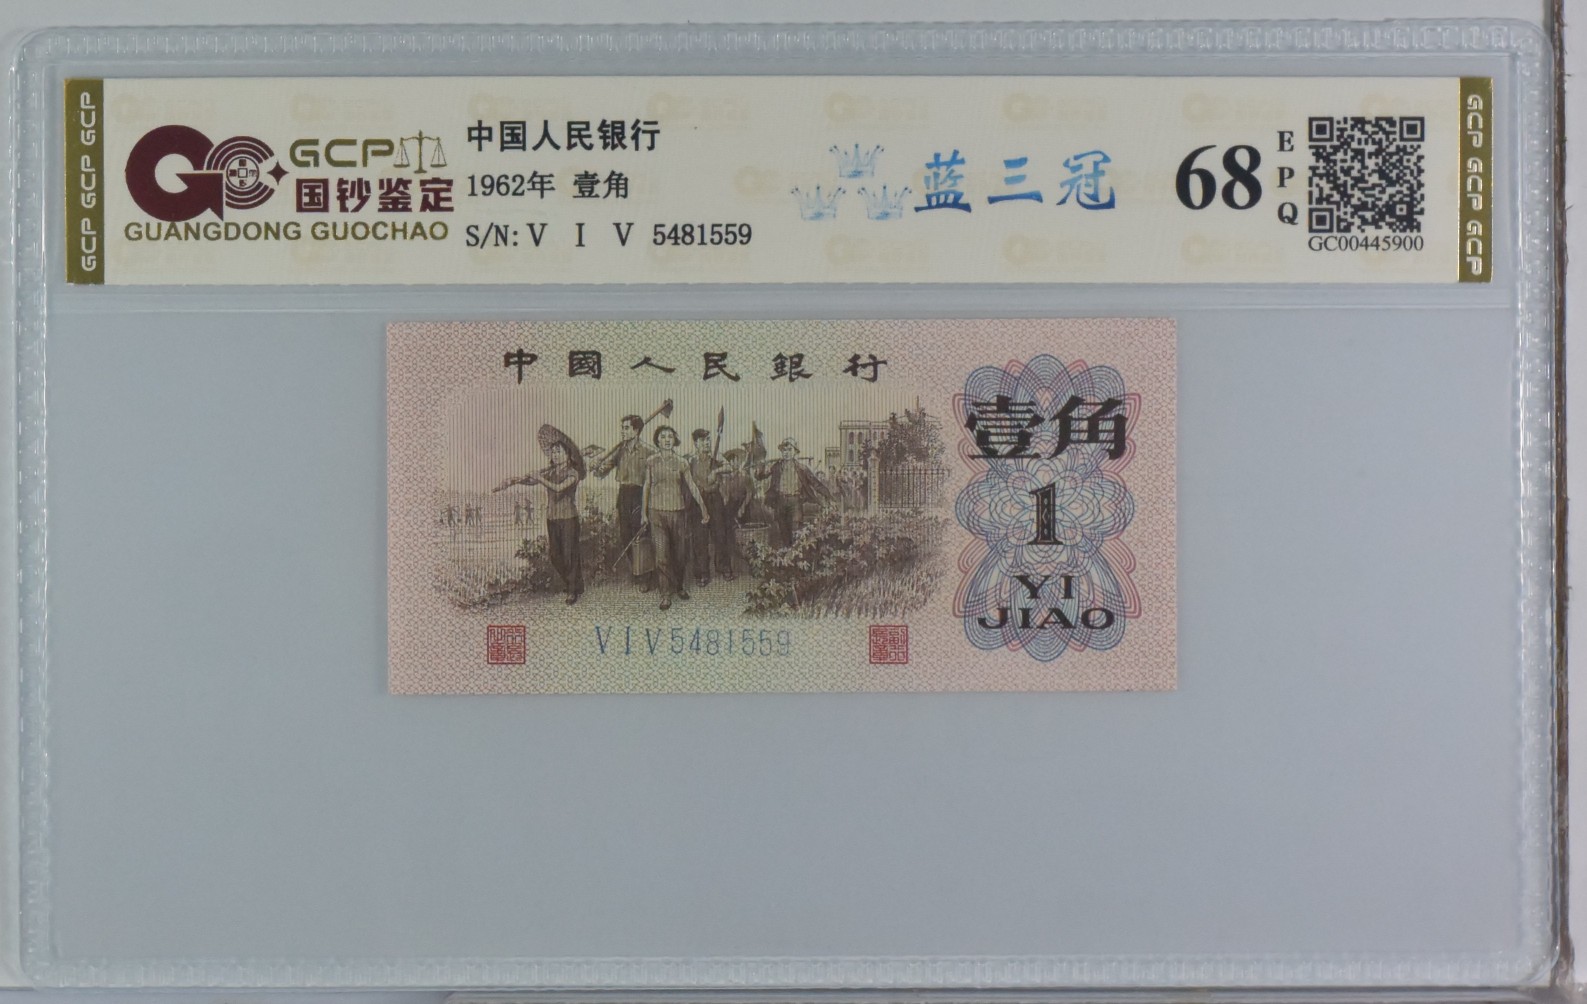 GCP GCP GCP
GCP
国钞鉴定
GUANGDONG GUOCHAO
中国人民银行
1962年 壹角
S/N: V I V 5481559
蓝三冠
68
EPQ
GC00445900
GCP GCP GCP
中國人民銀行
壹角
1
YI
JIAO
VIV5481559